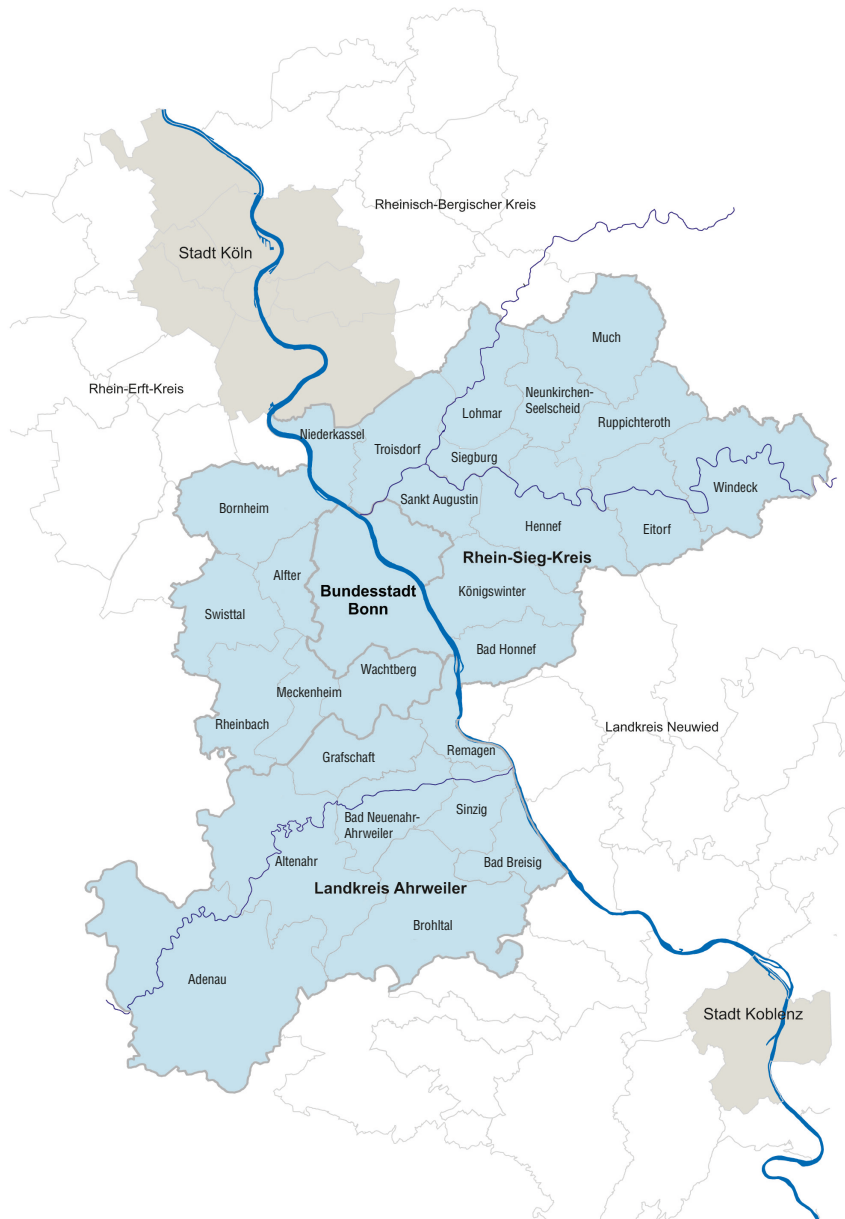 Rheinisch-Bergischer Kreis
Stadt Köln
Much
Rhein-Erft-Kreis
Neunkirchen-
Seelscheid
Lohmar
Ruppichteroth
Niederkassel
Troisdorf
Siegburg
Windeck
Sankt Augustin
Bornheim
Hennef
Eitorf
Rhein-Sieg-Kreis
Alfter
Bundesstadt
Bonn
Königswinter
Swisttal
Bad Honnef
Wachtberg
Meckenheim
Rheinbach
Landkreis Neuwied
Remagen
Grafschaft
Sinzig
Bad Neuenahr-
Ahrweiler
Altenahr
Bad Breisig
Landkreis Ahrweiler
Brohltal
Adenau
Stadt Koblenz